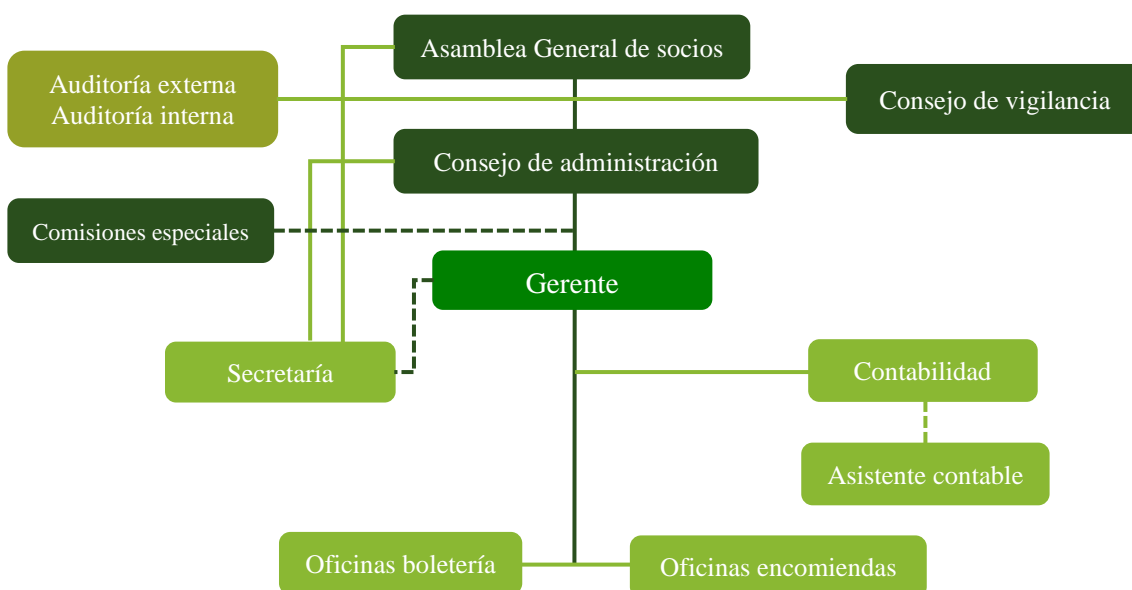 Asamblea General de socios
Auditoría externa
Auditoría interna
Consejo de vigilancia
Consejo de administración
Comisiones especiales
Gerente
Secretaría
Contabilidad
Asistente contable
Oficinas boletería
Oficinas encomiendas